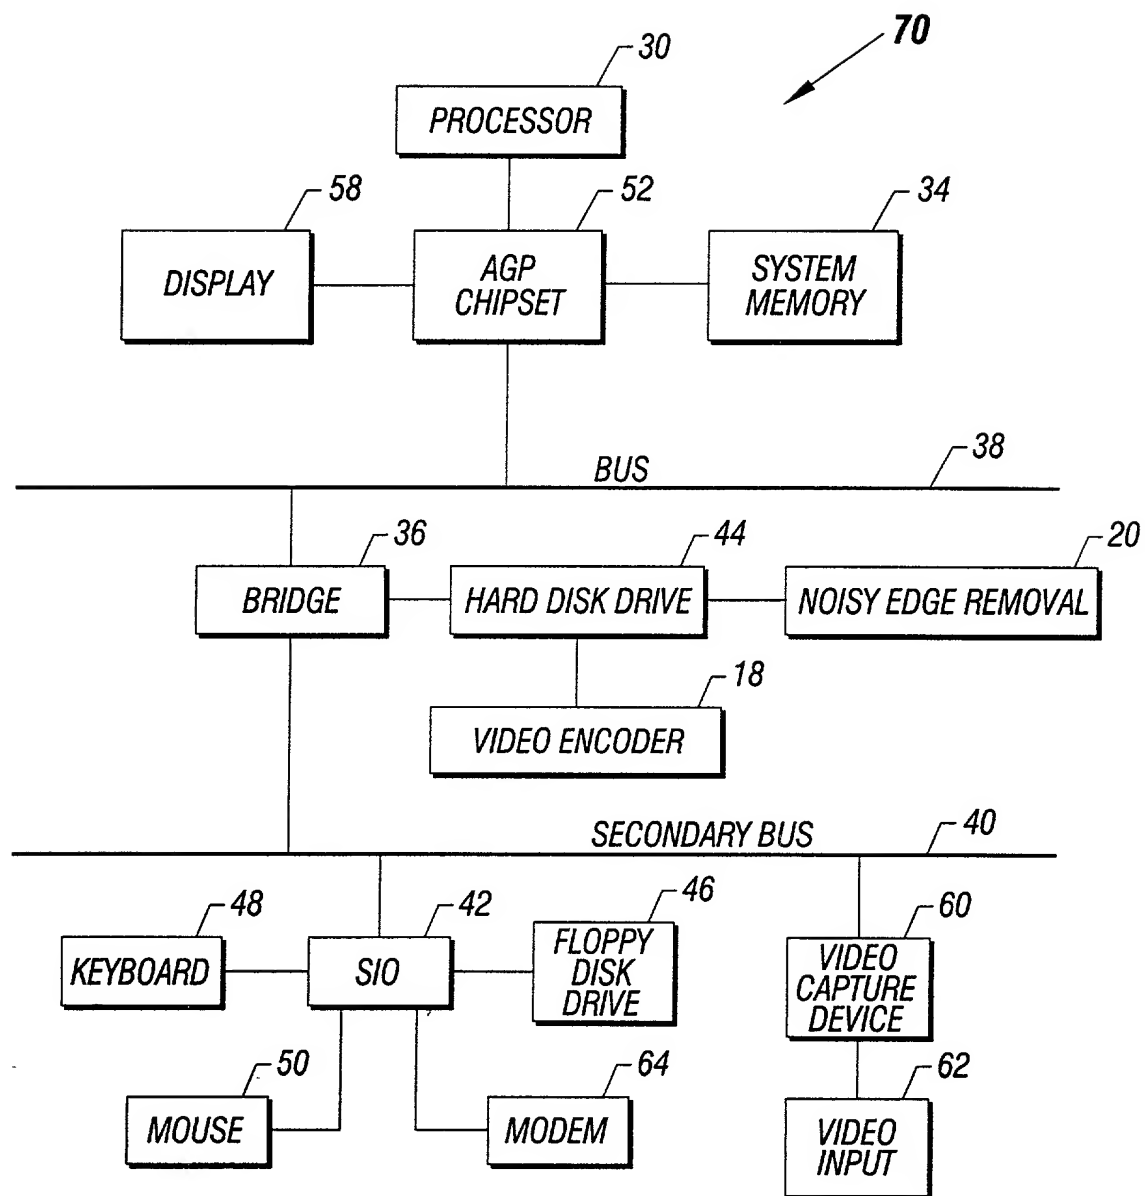 70
30
PROCESSOR
58
52
34
DISPLAY
AGP
CHIPSET
SYSTEM
MEMORY
BUS
38
36
44
20
BRIDGE
HARD DISK DRIVE
NOISY EDGE REMOVAL
18
VIDEO ENCODER
SECONDARY BUS
40
48
42
46
60
KEYBOARD
SIO
FLOPPY
DISK
DRIVE
VIDEO
CAPTURE
DEVICE
50
64
62
MOUSE
MODEM
VIDEO
INPUT